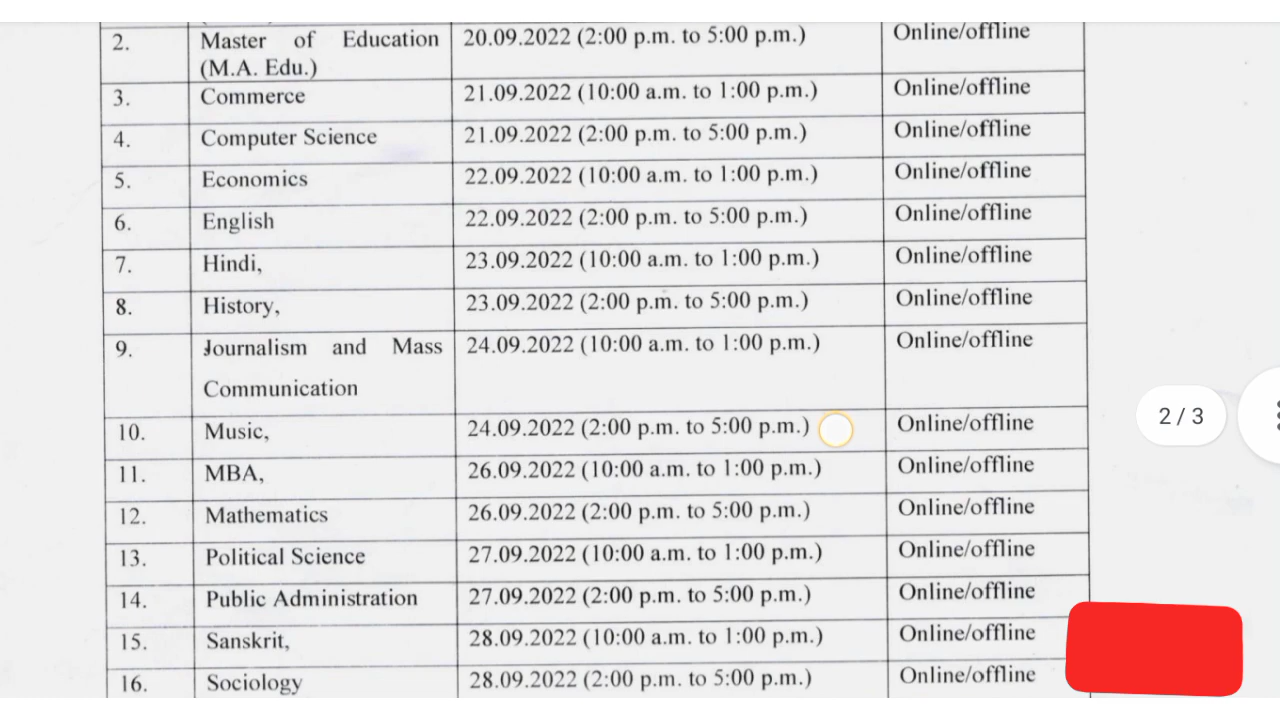 2. Master of Education 20.09.2022 (2:00 p.m. to 5:00 p.m.) Online/offline
(M.A. Edu.)
3. Commerce 21.09.2022 (10:00 a.m. to 1:00 p.m.) Online/offline
4. Computer Science 21.09.2022 (2:00 p.m. to 5:00 p.m.) Online/offline
5. Economics 22.09.2022 (10:00 a.m. to 1:00 p.m.) Online/offline
6. English 22.09.2022 (2:00 p.m. to 5:00 p.m.) Online/offline
7. Hindi, 23.09.2022 (10:00 a.m. to 1:00 p.m.) Online/offline
8. History, 23.09.2022 (2:00 p.m. to 5:00 p.m.) Online/offline
9. Journalism and Mass 24.09.2022 (10:00 a.m. to 1:00 p.m.) Online/offline
Communication
10. Music, 24.09.2022 (2:00 p.m. to 5:00 p.m.) Online/offline
2 / 3
11. MBA, 26.09.2022 (10:00 a.m. to 1:00 p.m.) Online/offline
12. Mathematics 26.09.2022 (2:00 p.m. to 5:00 p.m.) Online/offline
13. Political Science 27.09.2022 (10:00 a.m. to 1:00 p.m.) Online/offline
14. Public Administration 27.09.2022 (2:00 p.m. to 5:00 p.m.) Online/offline
15. Sanskrit, 28.09.2022 (10:00 a.m. to 1:00 p.m.) Online/offline
16. Sociology 28.09.2022 (2:00 p.m. to 5:00 p.m.) Online/offline